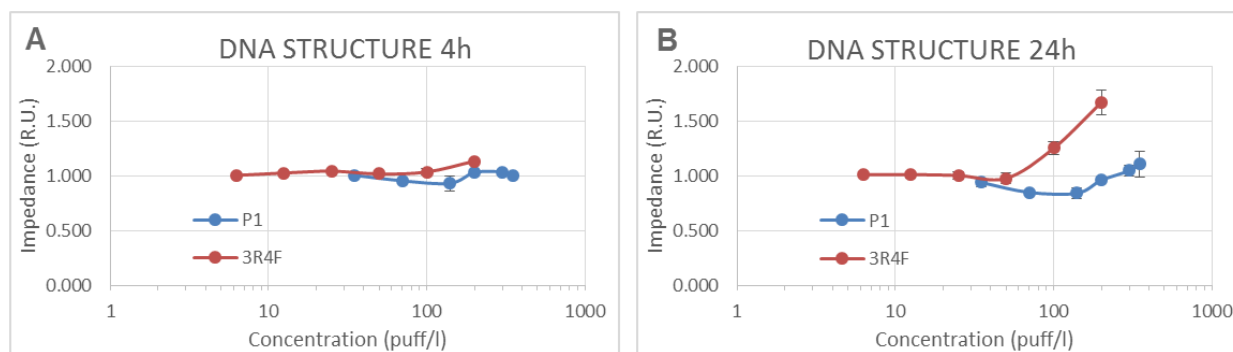 A
DNA STRUCTURE 4h
Impedance (R.U.)
2.000
1.500
1.000
0.500
0.000
P1
3R4F
1 10 100 1000
Concentration (puff/l)
B
DNA STRUCTURE 24h
Impedance (R.U.)
2.000
1.500
1.000
0.500
0.000
P1
3R4F
1 10 100 1000
Concentration (puff/l)